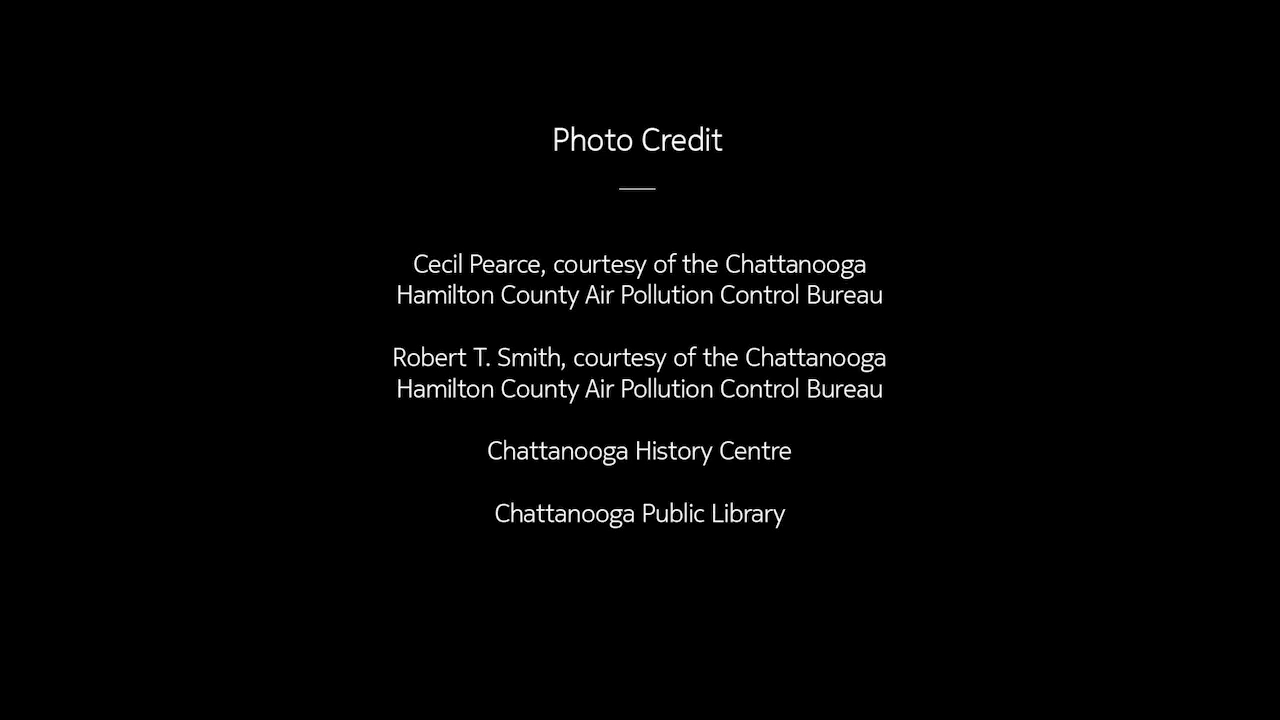 Photo Credit
Cecil Pearce, courtesy of the Chattanooga
Hamilton County Air Pollution Control Bureau
Robert T. Smith, courtesy of the Chattanooga
Hamilton County Air Pollution Control Bureau
Chattanooga History Centre
Chattanooga Public Library